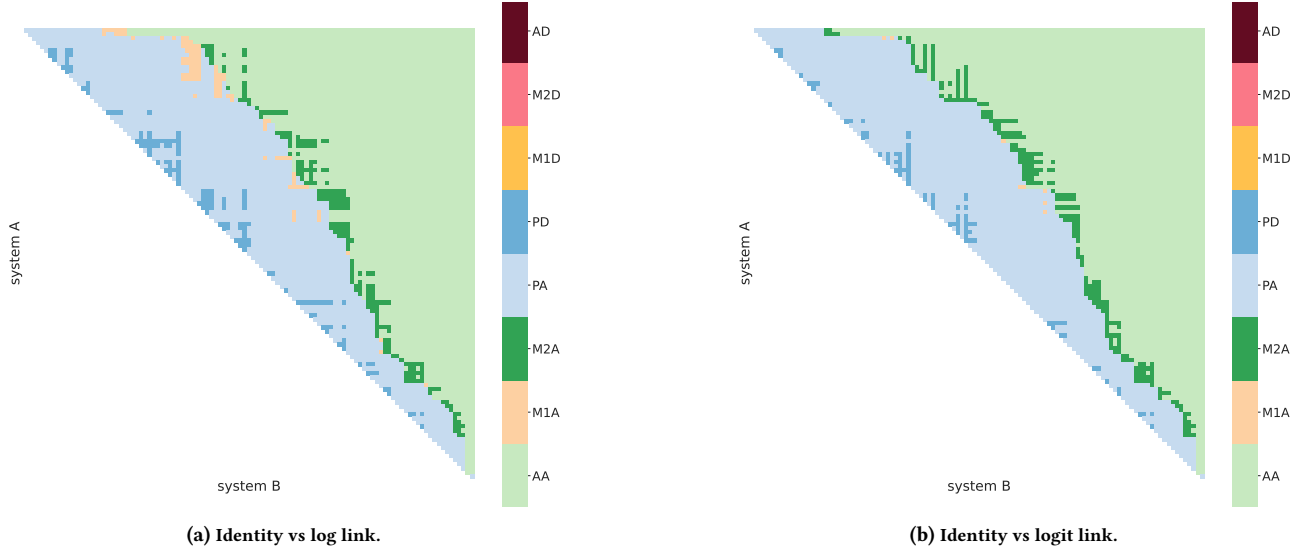 AD
M2D
M1D
PD
PA
M2A
M1A
AA
system A
system B
(a) Identity vs log link.
AD
M2D
M1D
PD
PA
M2A
M1A
AA
system A
system B
(b) Identity vs logit link.